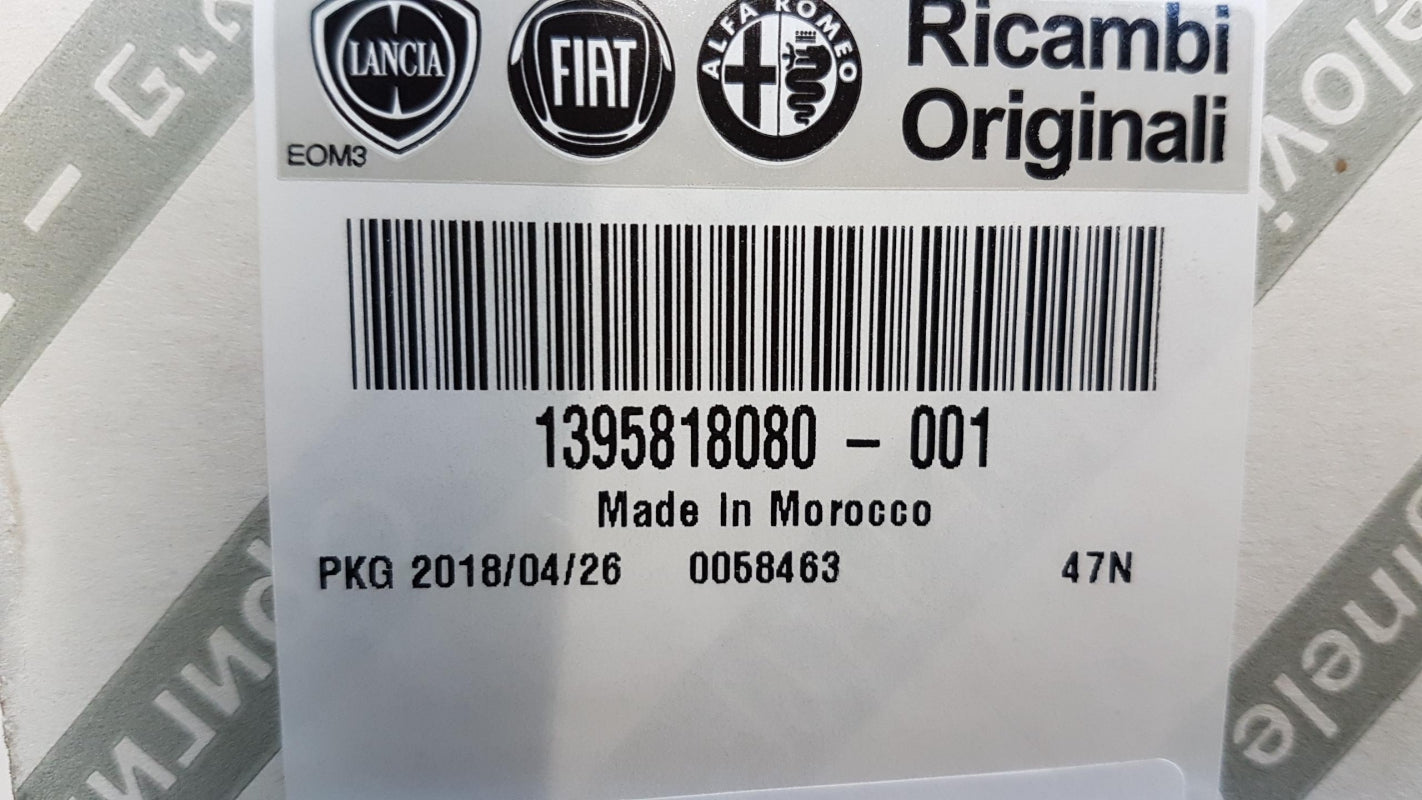 LANCIA
FIAT
ALFA ROMEO
Ricambi
Originali
EOM3
1395818080 - 001
Made In Morocco
PKG 2018/04/26 0058463 47N